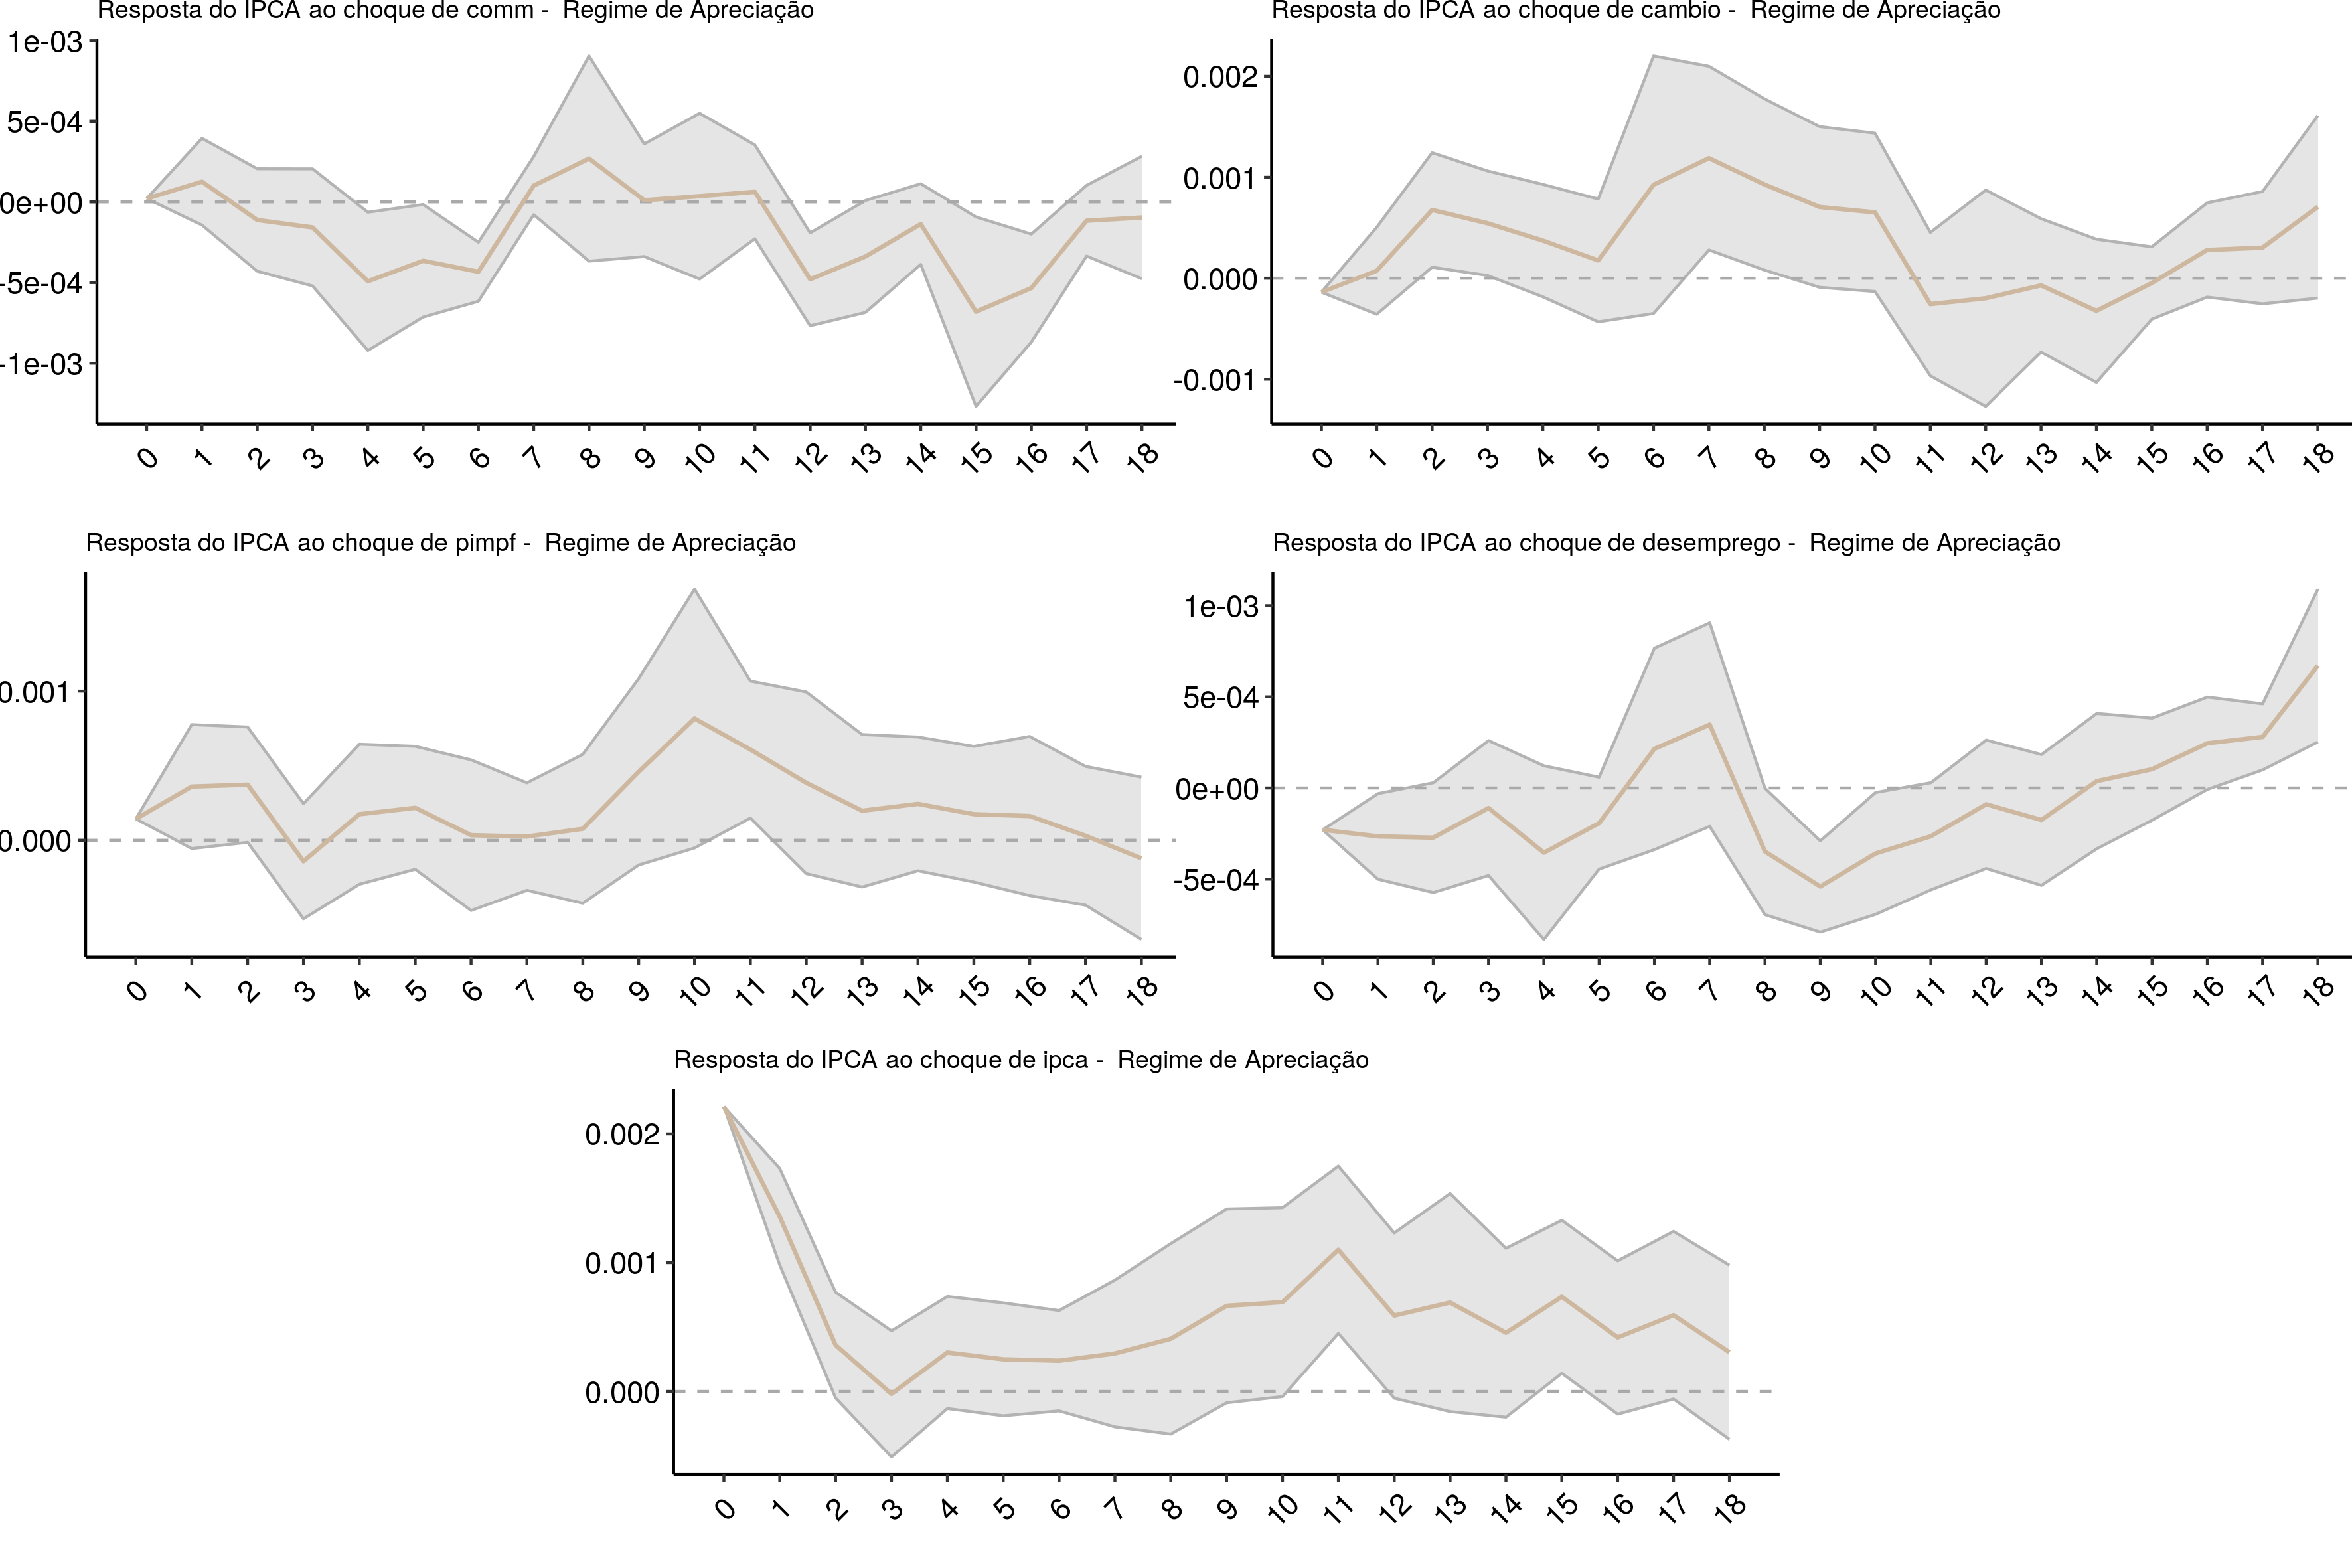 Resposta do IPCA ao choque de comm -  Regime de Apreciação
1e-03
5e-04
0e+00
-5e-04
-1e-03
0 1 2 3 4 5 6 7 8 9 10 11 12 13 14 15 16 17 18
Resposta do IPCA ao choque de cambio -  Regime de Apreciação
0.002
0.001
0.000
-0.001
0 1 2 3 4 5 6 7 8 9 10 11 12 13 14 15 16 17 18
Resposta do IPCA ao choque de pimpf -  Regime de Apreciação
0.001
0.000
0 1 2 3 4 5 6 7 8 9 10 11 12 13 14 15 16 17 18
Resposta do IPCA ao choque de desemprego -  Regime de Apreciação
1e-03
5e-04
0e+00
-5e-04
0 1 2 3 4 5 6 7 8 9 10 11 12 13 14 15 16 17 18
Resposta do IPCA ao choque de ipca -  Regime de Apreciação
0.002
0.001
0.000
0 1 2 3 4 5 6 7 8 9 10 11 12 13 14 15 16 17 18